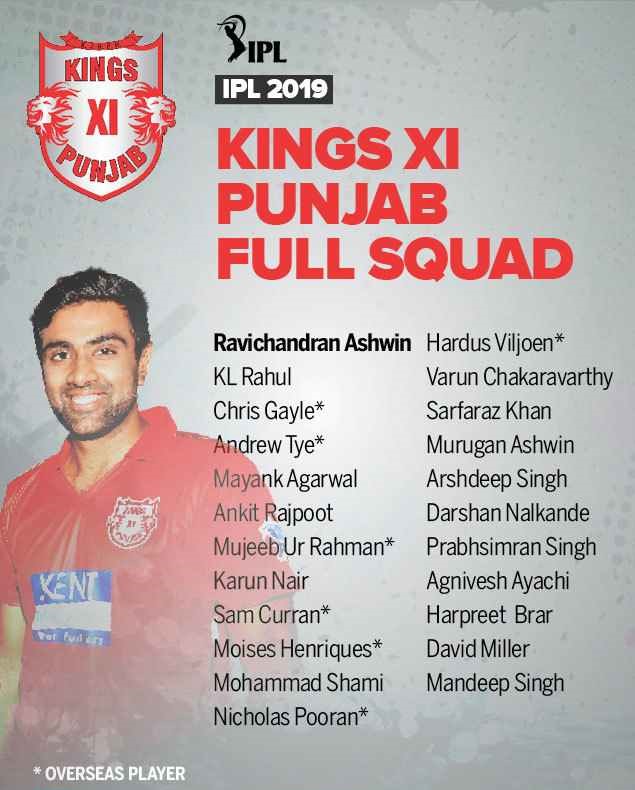 KINGS
XI
PUNJAB
IPL
IPL 2019
KINGS XI
PUNJAB
FULL SQUAD
Ravichandran Ashwin
KL Rahul
Chris Gayle*
Andrew Tye*
Mayank Agarwal
Ankit Rajpoot
Mujeeb Ur Rahman*
Karun Nair
Sam Curran*
Moises Henriques*
Mohammad Shami
Nicholas Pooran*
Hardus Viljoen*
Varun Chakaravarthy
Sarfaraz Khan
Murugan Ashwin
Arshdeep Singh
Darshan Nalkande
Prabhsimran Singh
Agnivesh Ayachi
Harpreet Brar
David Miller
Mandeep Singh
KINGS
XI
KENT
* OVERSEAS PLAYER